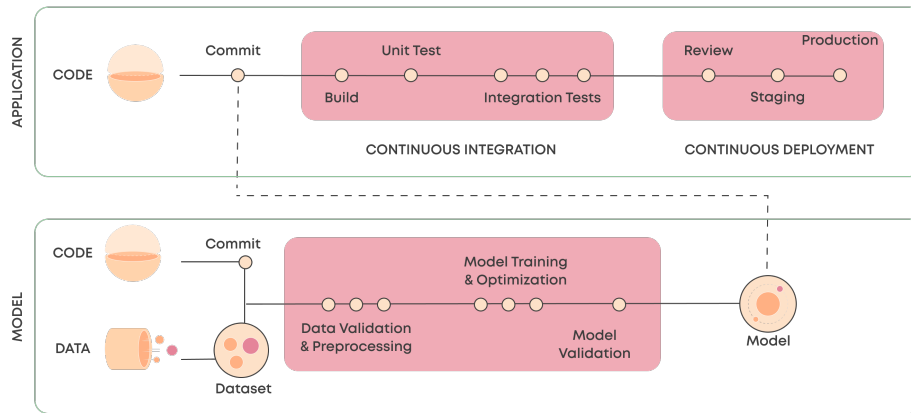 APPLICATION
CODE
Commit
Build
Unit Test
Integration Tests
Review
Staging
Production
CONTINUOUS INTEGRATION
CONTINUOUS DEPLOYMENT
MODEL
CODE
Commit
DATA
Dataset
Data Validation
& Preprocessing
Model Training
& Optimization
Model
Validation
Model